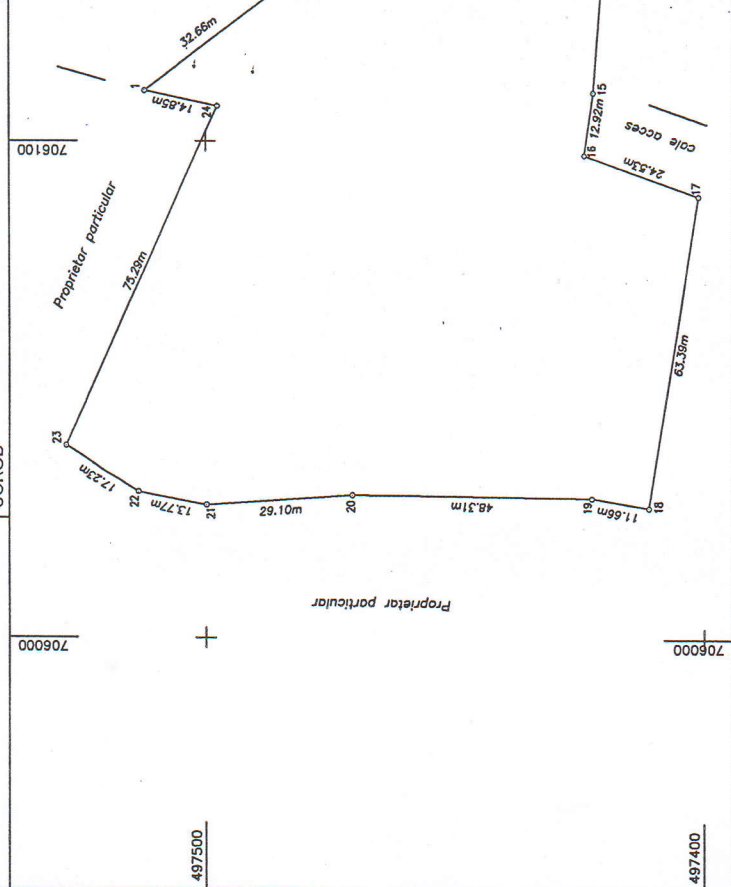 32.66m
1
14.85m
24
15
12.92m
16
cale acces
24.53m
17
706100
Proprietar particular
75.29m
63.39m
23
17.23m
22
13.77m
21
29.10m
20
48.31m
19
11.66m
18
Proprietar particular
706000
706000
497500
497400